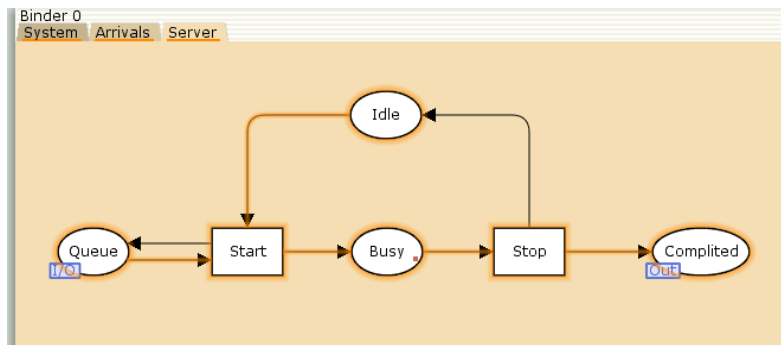 Binder 0
System Arrivals Server
Idle
Queue Start Busy Stop Complited
I/O Out